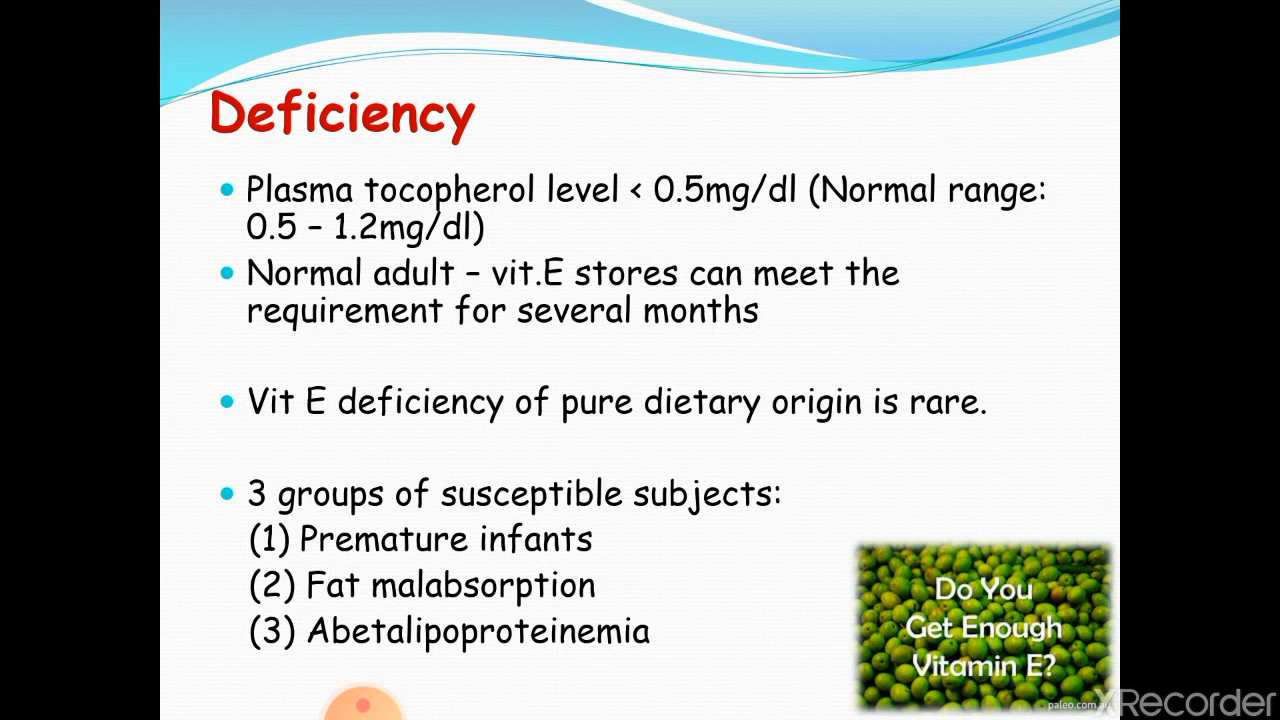 Deficiency
Plasma tocopherol level < 0.5mg/dl (Normal range:
0.5 – 1.2mg/dl)
Normal adult – vit.E stores can meet the
requirement for several months
Vit E deficiency of pure dietary origin is rare.
3 groups of susceptible subjects:
(1) Premature infants
(2) Fat malabsorption
(3) Abetalipoproteinemia
Do You
Get Enough
Vitamin E?
paleo.com.au
XRecorder